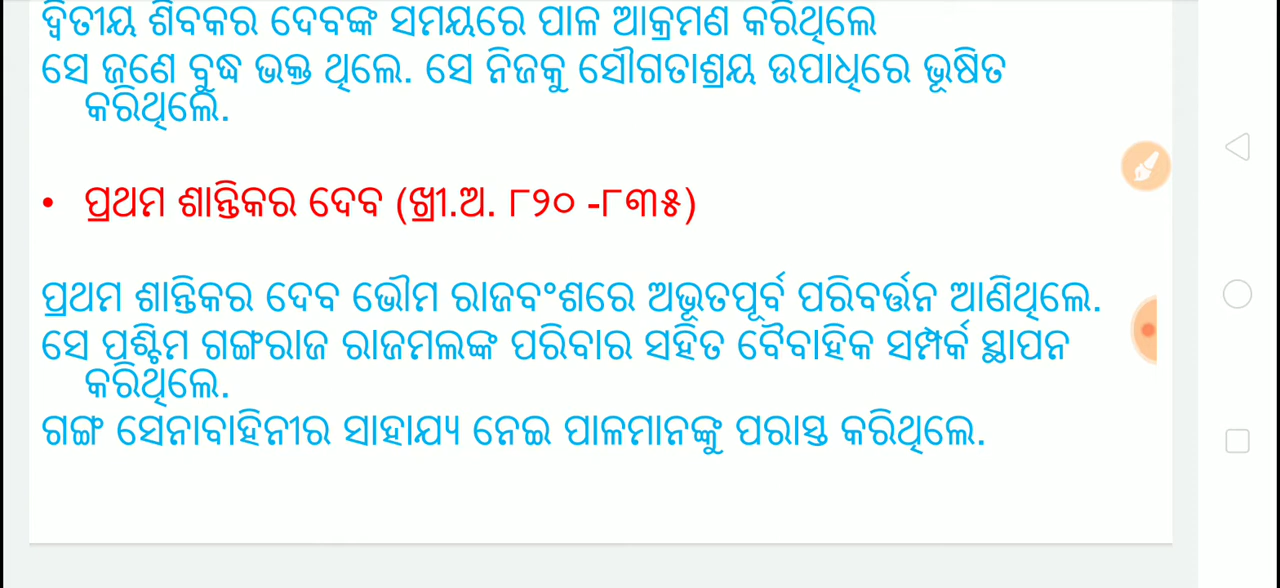 ଦ୍ୱିତୀୟ ଶିବକର ଦେବଙ୍କ ସମୟରେ ପାଳ ଆକ୍ରମଣ କରିଥିଲେ
ସେ ଜଣେ ବୁଦ୍ଧ ଭକ୍ତ ଥିଲେ. ସେ ନିଜକୁ ସୌଗତାଶ୍ରୟ ଉପାଧିରେ ଭୂଷିତ
କରିଥିଲେ.
• ପ୍ରଥମ ଶାନ୍ତିକର ଦେବ (ଖ୍ରୀ.ଅ. ୮୨୦ -୮୩୫)
ପ୍ରଥମ ଶାନ୍ତିକର ଦେବ ଭୌମ ରାଜବଂଶରେ ଅଭୂତପୂର୍ବ ପରିବର୍ତ୍ତନ ଆଣିଥିଲେ.
ସେ ପଶ୍ଚିମ ଗଙ୍ଗରାଜ ରାଜମଲଙ୍କ ପରିବାର ସହିତ ବୈବାହିକ ସମ୍ପର୍କ ସ୍ଥାପନ
କରିଥିଲେ.
ଗଙ୍ଗ ସେନାବାହିନୀର ସାହାଯ୍ୟ ନେଇ ପାଳମାନଙ୍କୁ ପରାସ୍ତ କରିଥିଲେ.